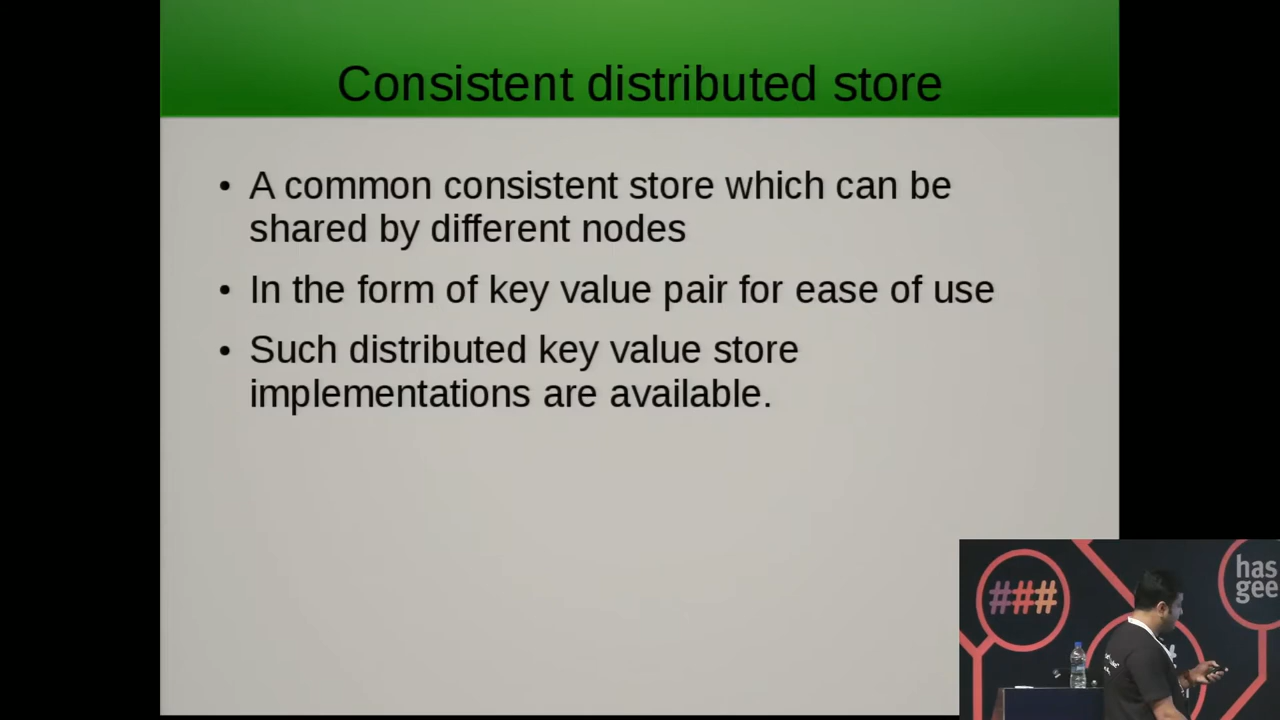 Consistent distributed store
• A common consistent store which can be
shared by different nodes
• In the form of key value pair for ease of use
• Such distributed key value store
implementations are available.
###
has
gee